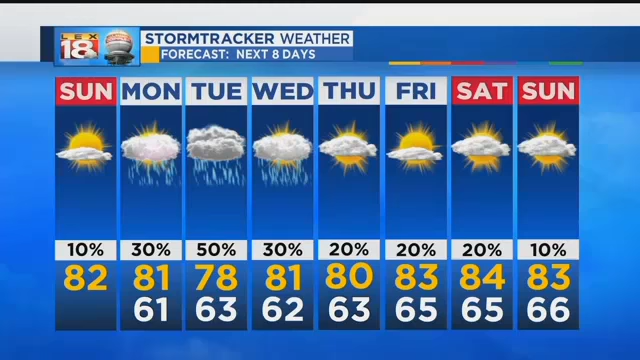 LEX
18
STORMTRACKER WEATHER
FORECAST: NEXT 8 DAYS
SUN MON TUE WED THU FRI SAT SUN
10% 30% 50% 30% 20% 20% 20% 10%
82 81 78 81 80 83 84 83
61 63 62 63 65 65 66